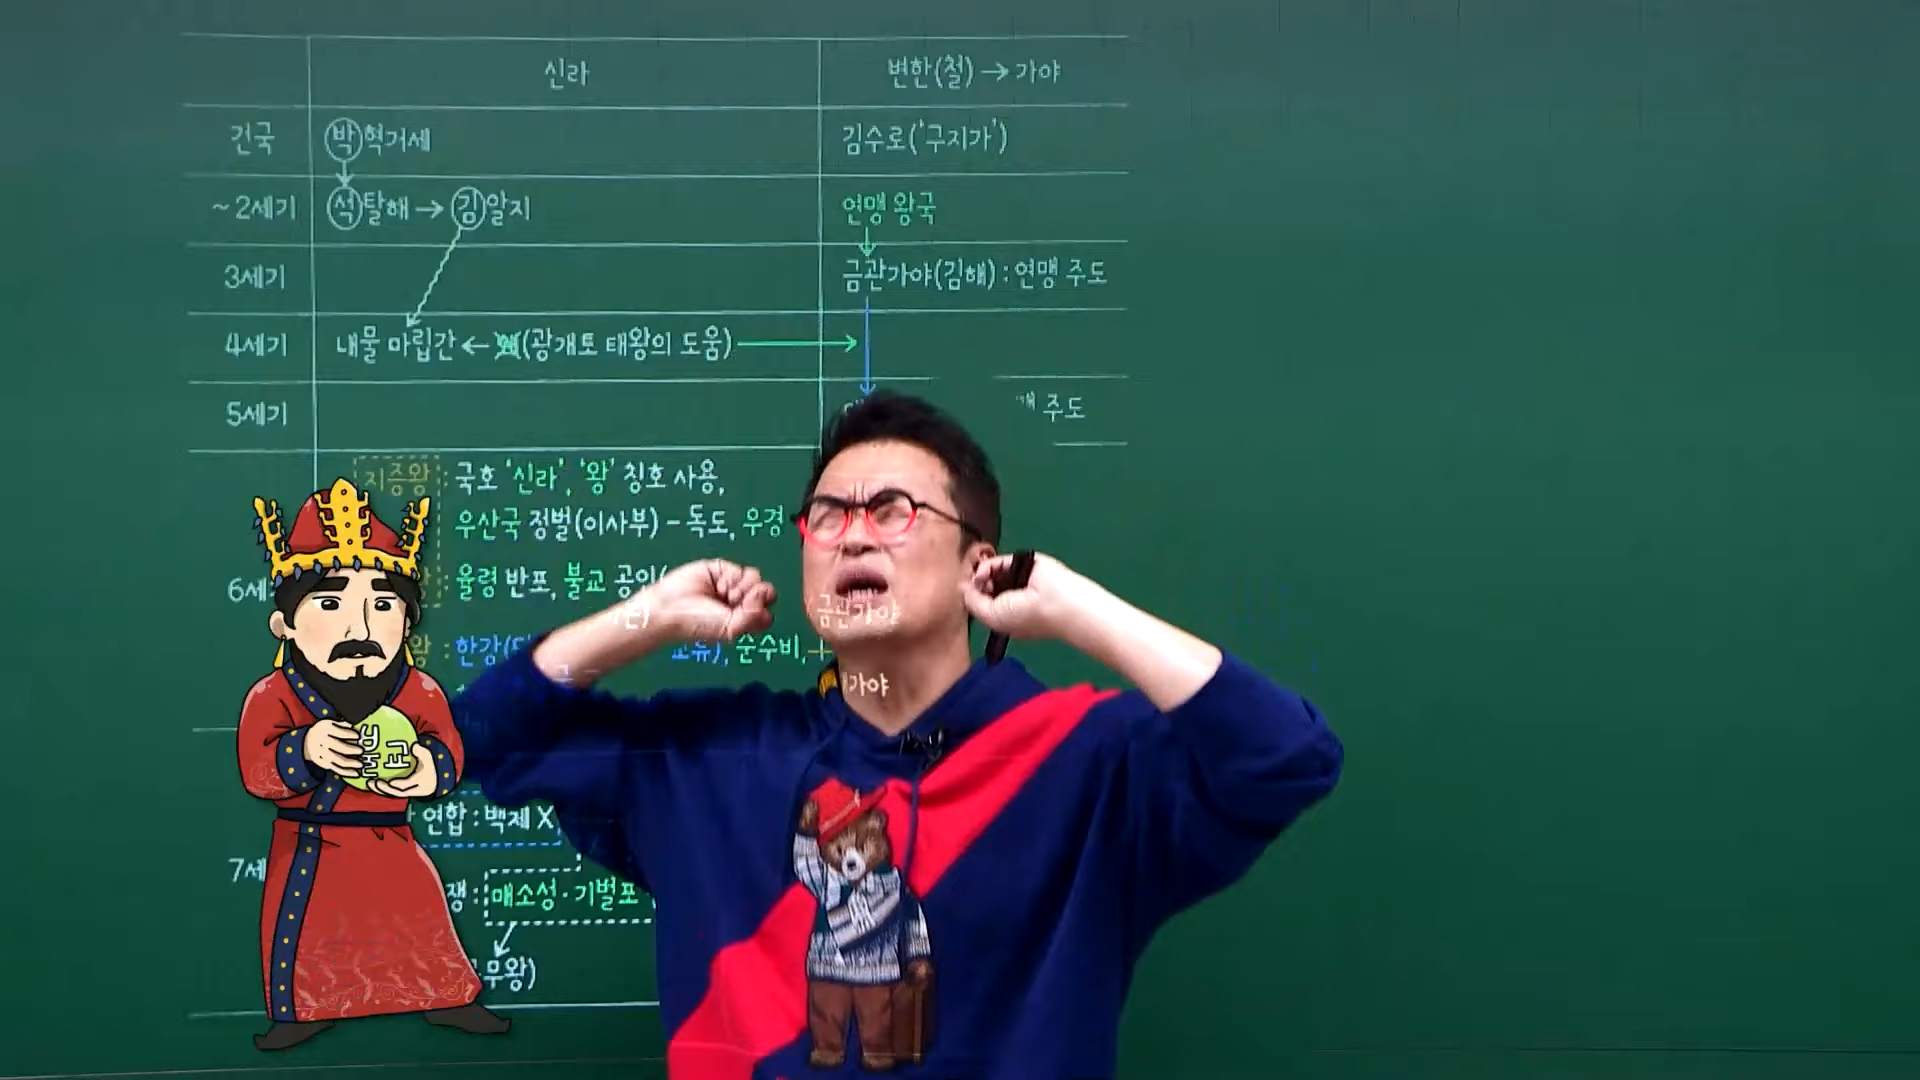 신라
변한(철) → 가야
건국
박혁거세
김수로('구지가')
~2세기
석탈해 → 김알지
연맹 왕국
3세기
금관가야(김해) : 연맹 주도
4세기
내물 마립간 ← 倭(광개토 태왕의 도움)
5세기
주도
지증왕 : 국호 '신라', '왕' 칭호 사용,
우산국 정벌(이사부) - 독도, 우경
6세
율령 반포, 불교 공인(
금관가야
왕 : 한강(
교류), 순수비,
가야
불교
연합 : 백제 X,
7세
쟁 : 매소성·기벌포
무왕)